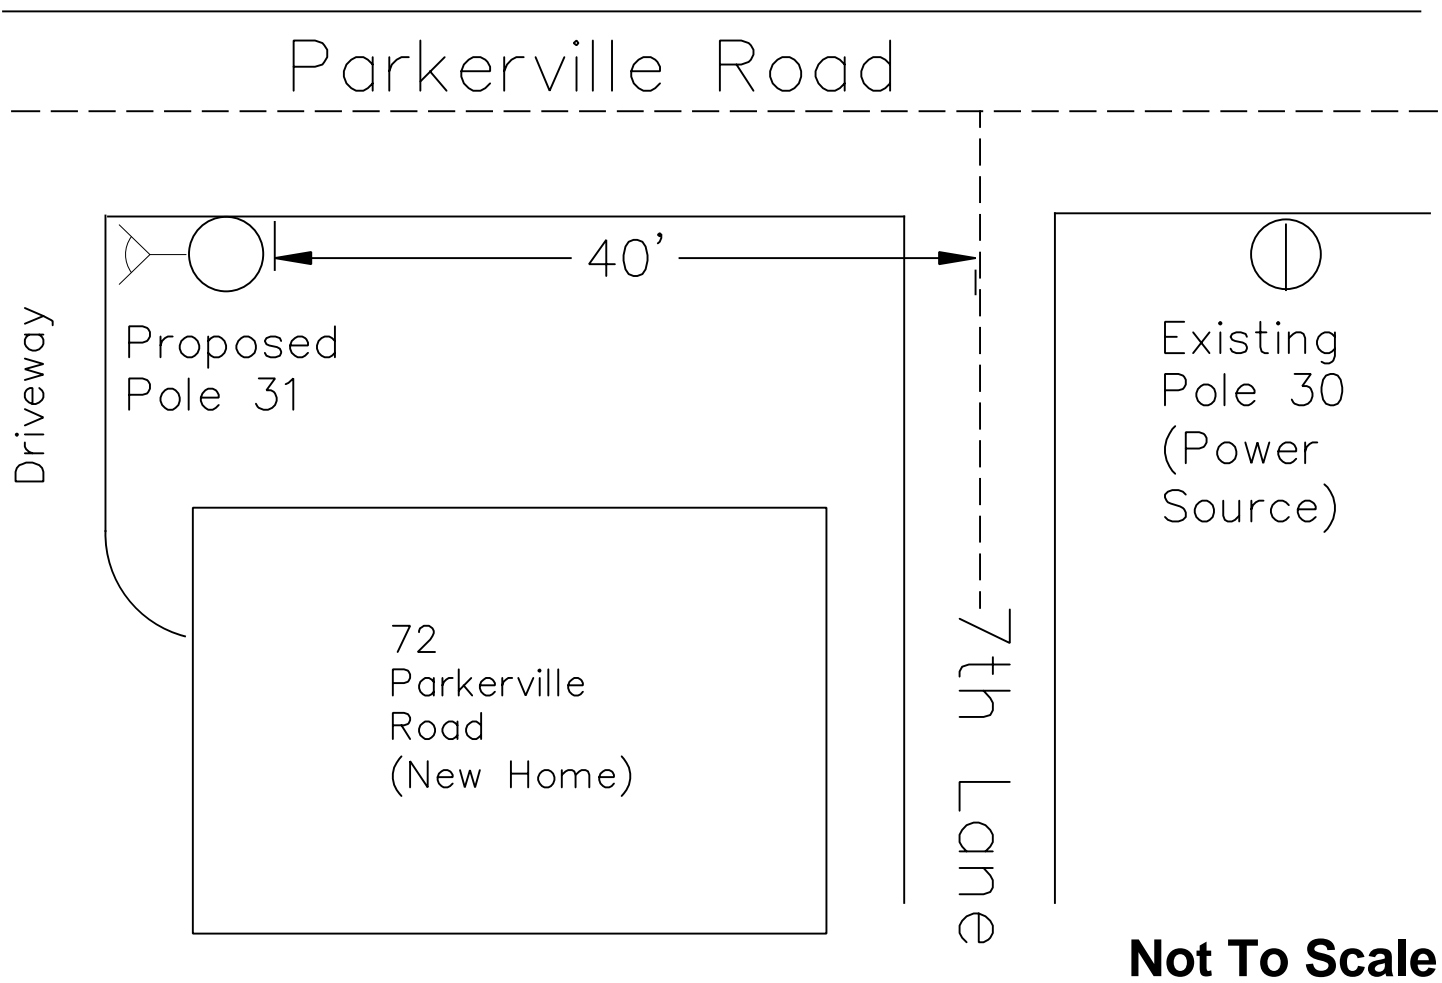 Parkerville Road
40'
Proposed
Pole 31
Existing
Pole 30
(Power
Source)
Driveway
72
Parkerville
Road
(New Home)
7th Lane
Not To Scale